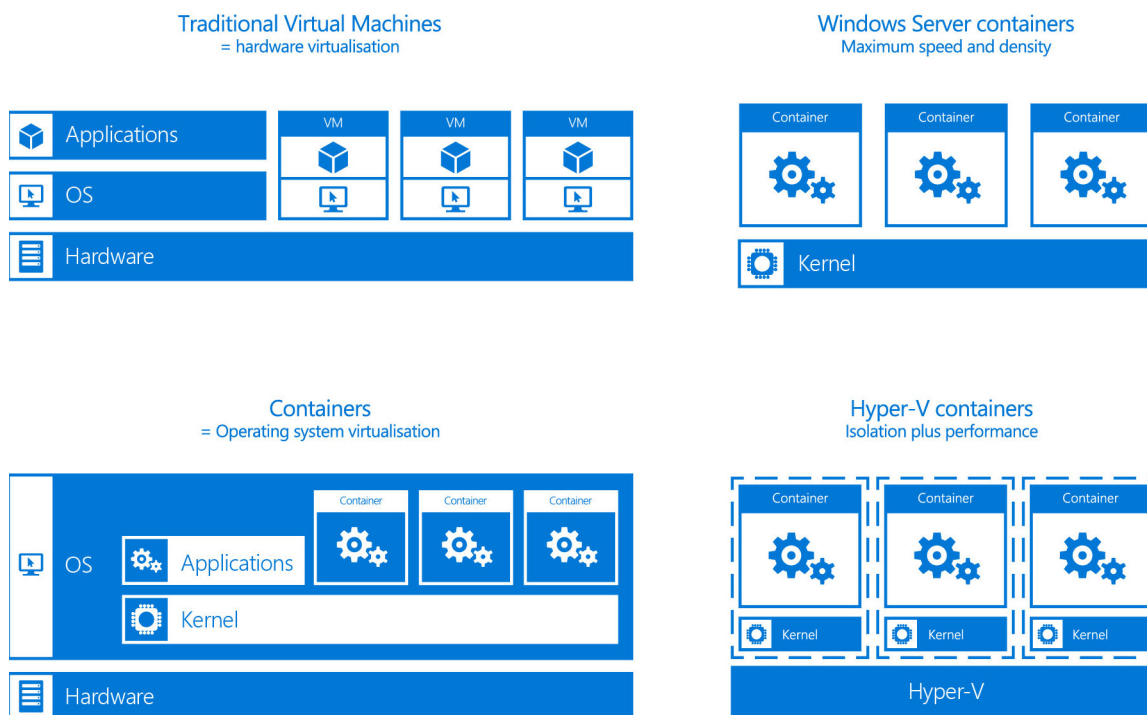 Traditional Virtual Machines
= hardware virtualisation
Applications
OS
Hardware
VM
VM
VM
Windows Server containers
Maximum speed and density
Container
Container
Container
Kernel
Containers
= Operating system virtualisation
OS
Applications
Container
Container
Container
Kernel
Hardware
Hyper-V containers
Isolation plus performance
Container
Container
Container
Kernel
Kernel
Kernel
Hyper-V